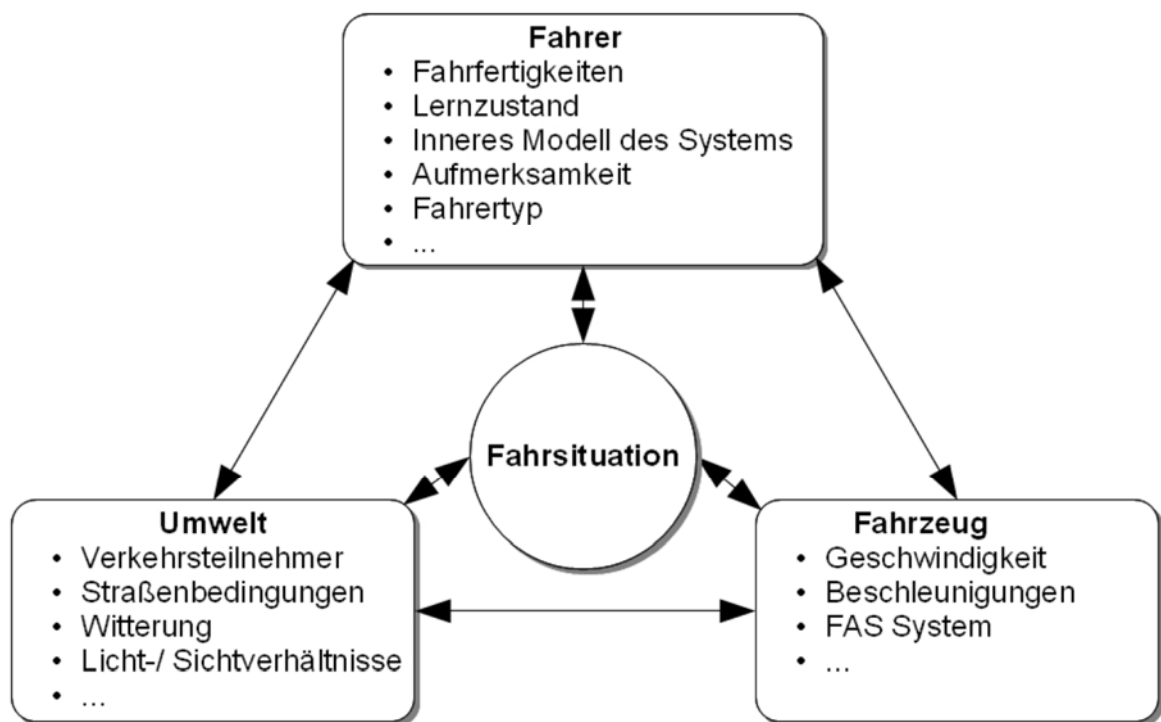 Fahrer
• Fahrfertigkeiten
• Lernzustand
• Inneres Modell des Systems
• Aufmerksamkeit
• Fahrertyp
• ...
Fahrsituation
Umwelt
• Verkehrsteilnehmer
• Straßenbedingungen
• Witterung
• Licht-/ Sichtverhältnisse
• ...
Fahrzeug
• Geschwindigkeit
• Beschleunigungen
• FAS System
• ...